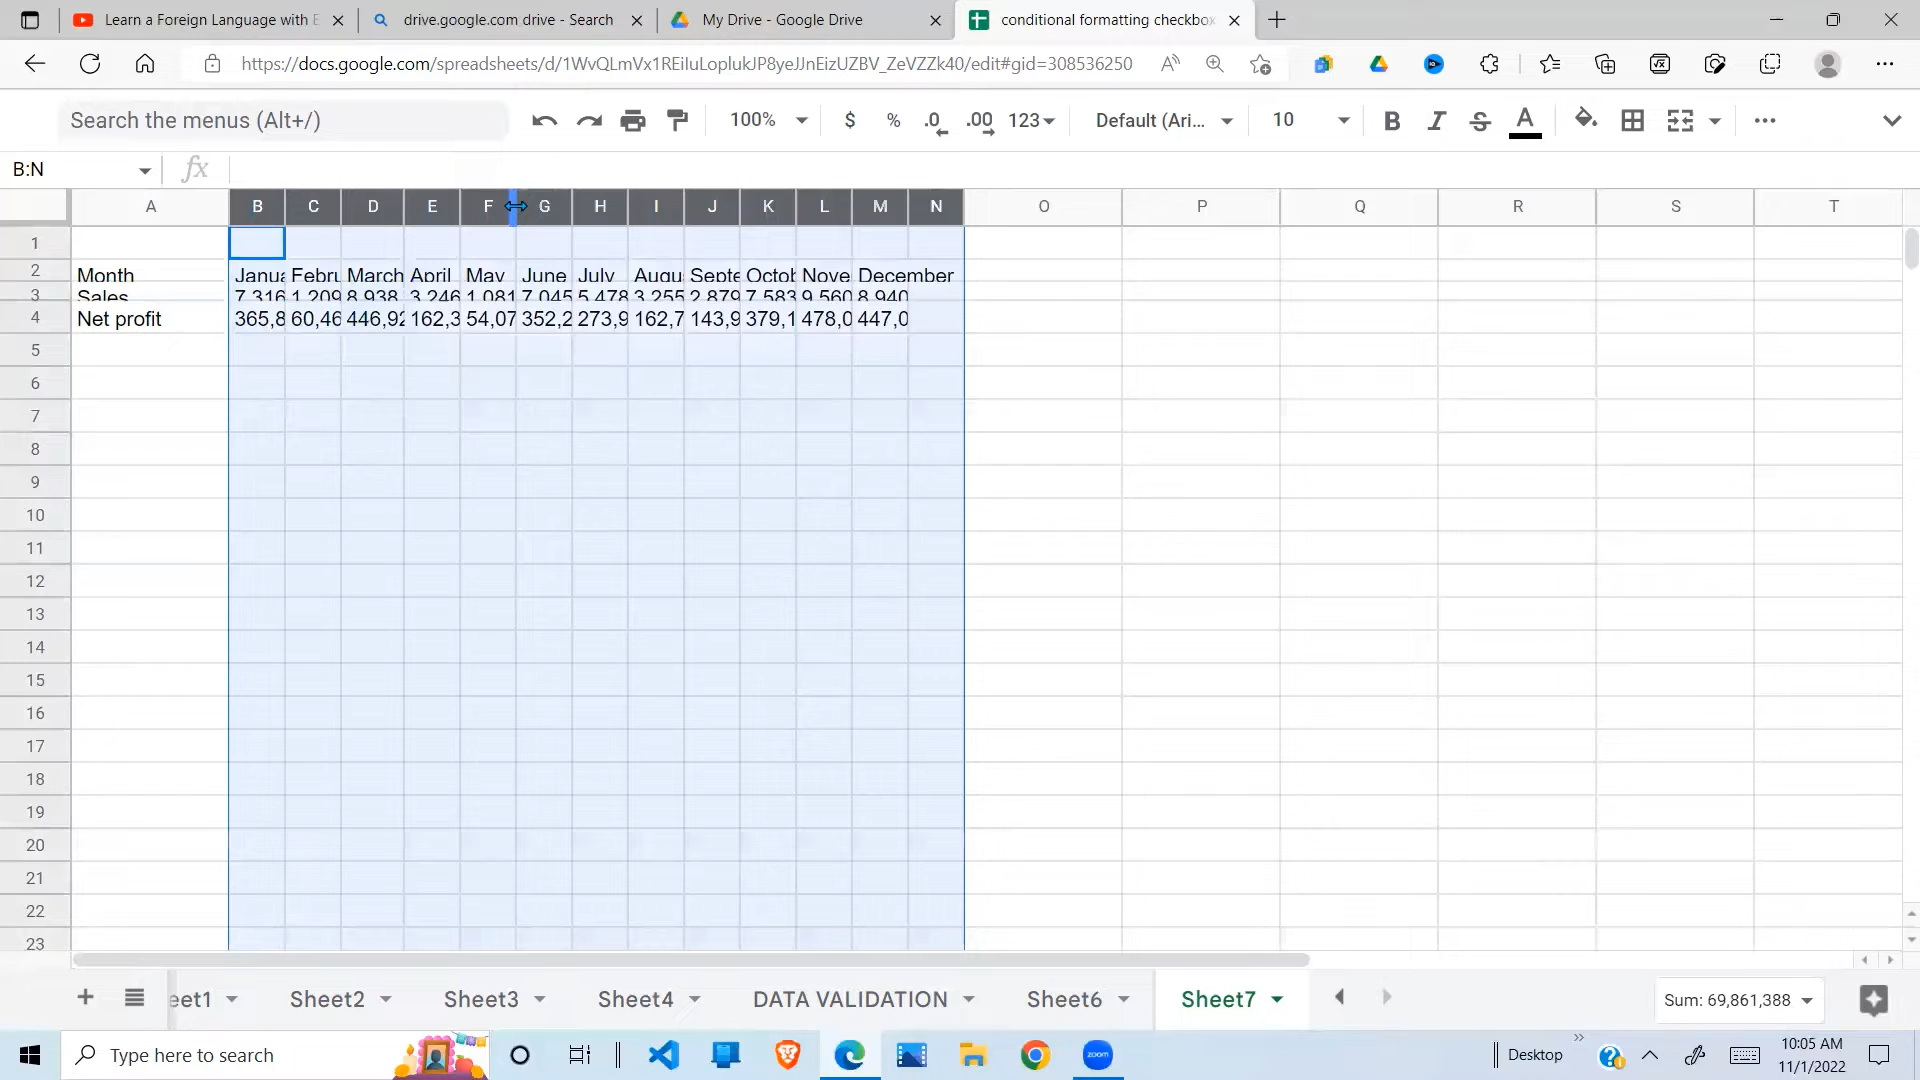 Learn a Foreign Language with E
drive.google.com drive - Search
My Drive - Google Drive
conditional formatting checkbox
https://docs.google.com/spreadsheets/d/1WvQLmVx1REiIuLopIukJP8yeJJnEizUZBV_ZeVZZk40/edit#gid=308536250
Search the menus (Alt+/)
100%
$ % .0 .00 123
Default (Ari...
10
B I S A
B:N
fx
A B C D E F G H I J K L M N O P Q R S T
1
2 Month Janua Febru March April May June July Augu Septe Octob Nove December
3 Sales 7,316 1,209 8,938 3,246 1,081 7,045 5,478 3,255 2,879 7,583 9,560 8,940
4 Net profit 365,8 60,46 446,92 162,3 54,07 352,2 273,9 162,7 143,9 379,1 478,0 447,0
5
6
7
8
9
10
11
12
13
14
15
16
17
18
19
20
21
22
23
eet1 Sheet2 Sheet3 Sheet4 DATA VALIDATION Sheet6 Sheet7
Sum: 69,861,388
Type here to search
zoom
Desktop
10:05 AM
11/1/2022